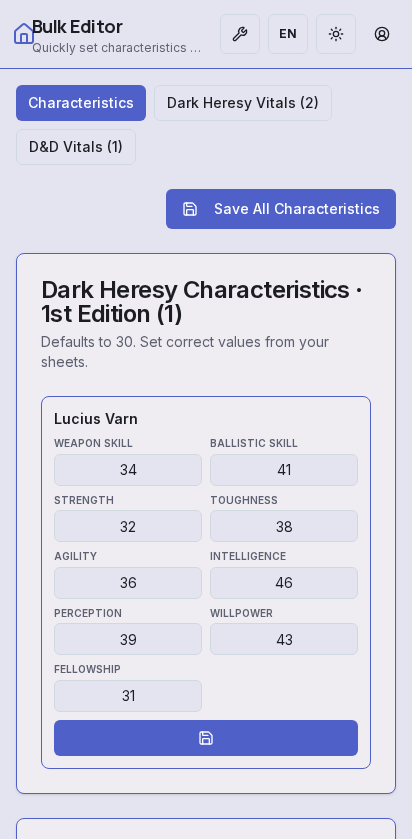 Bulk Editor
Quickly set characteristics …
EN
Characteristics
Dark Heresy Vitals (2)
D&D Vitals (1)
Save All Characteristics
Dark Heresy Characteristics ·
1st Edition (1)
Defaults to 30. Set correct values from your
sheets.
Lucius Varn
WEAPON SKILL
BALLISTIC SKILL
34
41
STRENGTH
TOUGHNESS
32
38
AGILITY
INTELLIGENCE
36
46
PERCEPTION
WILLPOWER
39
43
FELLOWSHIP
31